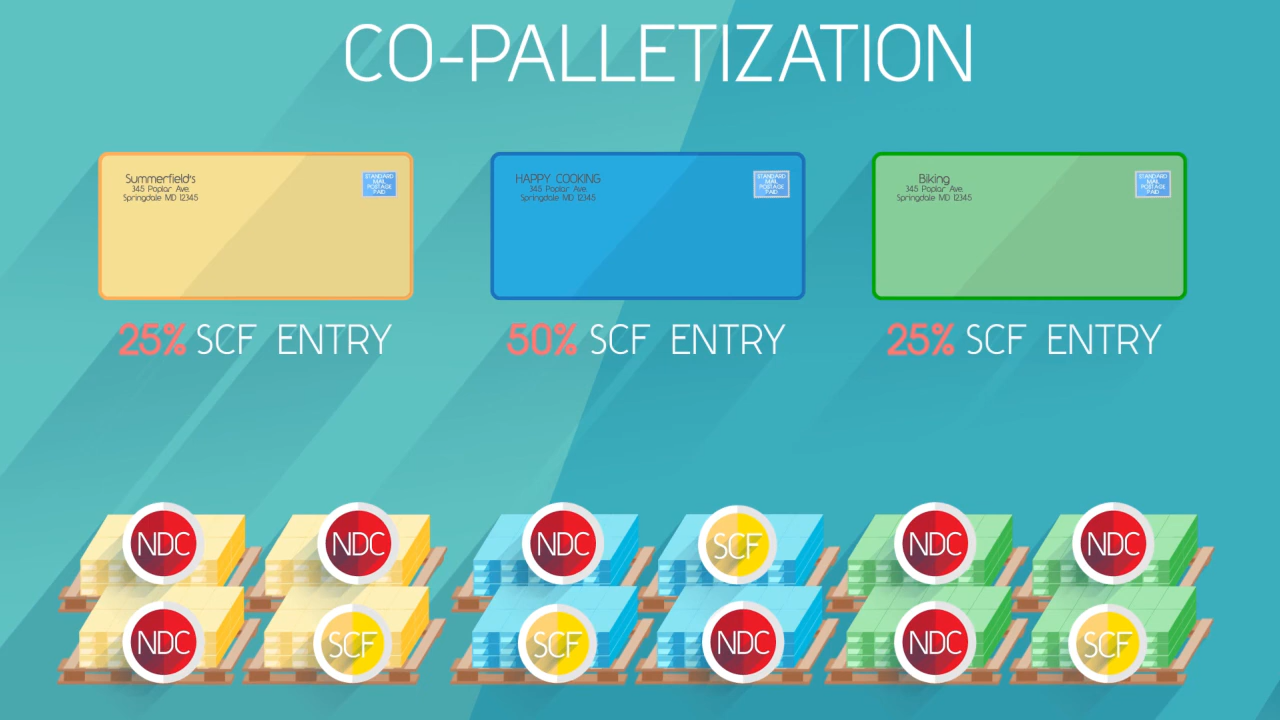 CO-PALLETIZATION
Summerfield's
345 Poplar Ave.
Springdale MD 12345
STANDARD
MAIL
POSTAGE
PAID
HAPPY COOKING
345 Poplar Ave.
Springdale MD 12345
STANDARD
MAIL
POSTAGE
PAID
Biking
345 Poplar Ave.
Springdale MD 12345
STANDARD
MAIL
POSTAGE
PAID
25% SCF ENTRY
50% SCF ENTRY
25% SCF ENTRY
NDC
NDC
NDC
SCF
NDC
NDC
NDC
SCF
SCF
NDC
NDC
SCF